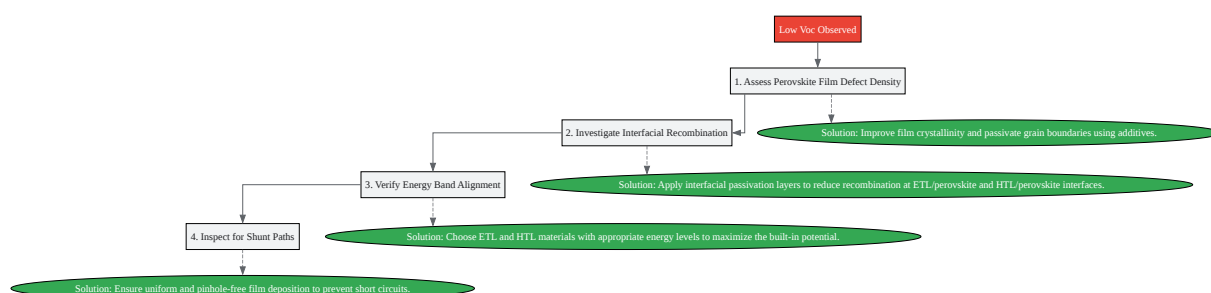 Low Voc Observed
1. Assess Perovskite Film Defect Density
2. Investigate Interfacial Recombination
Solution: Improve film crystallinity and passivate grain boundaries using additives.
3. Verify Energy Band Alignment
Solution: Apply interfacial passivation layers to reduce recombination at ETL/perovskite and HTL/perovskite interfaces.
4. Inspect for Shunt Paths
Solution: Choose ETL and HTL materials with appropriate energy levels to maximize the built-in potential.
Solution: Ensure uniform and pinhole-free film deposition to prevent short circuits.